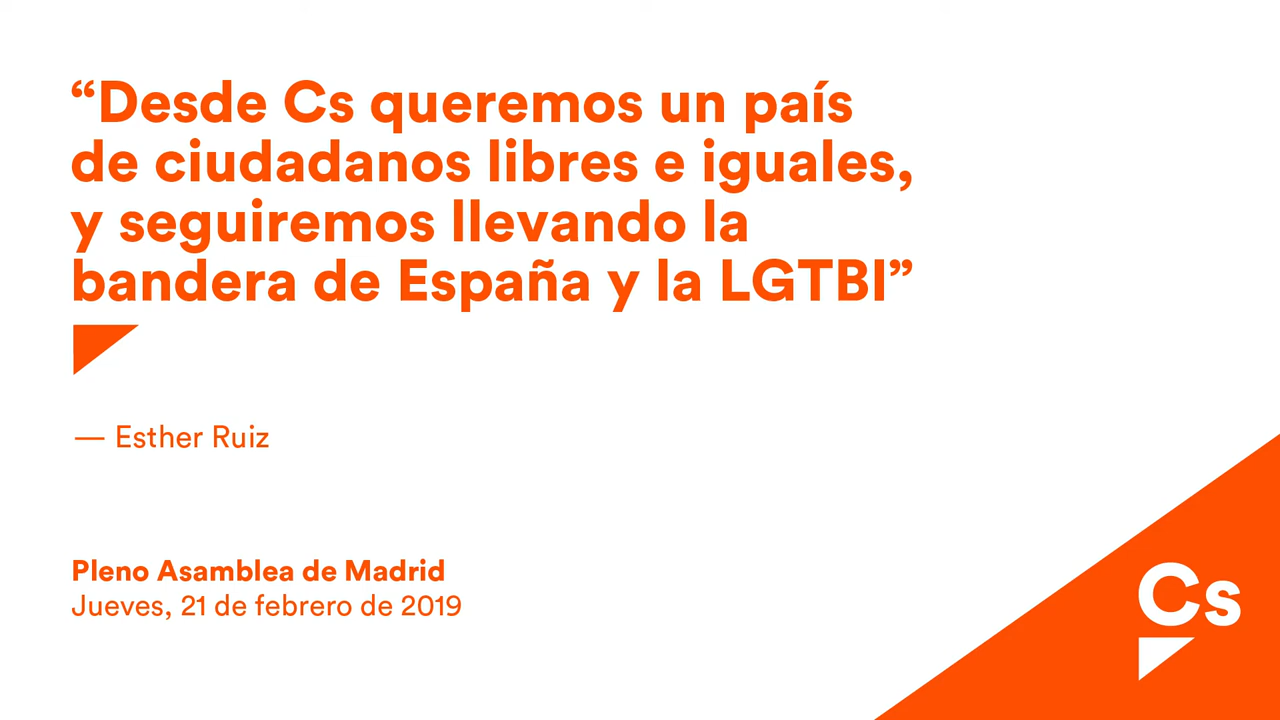 “Desde Cs queremos un país
de ciudadanos libres e iguales,
y seguiremos llevando la
bandera de España y la LGTBI”
— Esther Ruiz
Pleno Asamblea de Madrid
Jueves, 21 de febrero de 2019
Cs